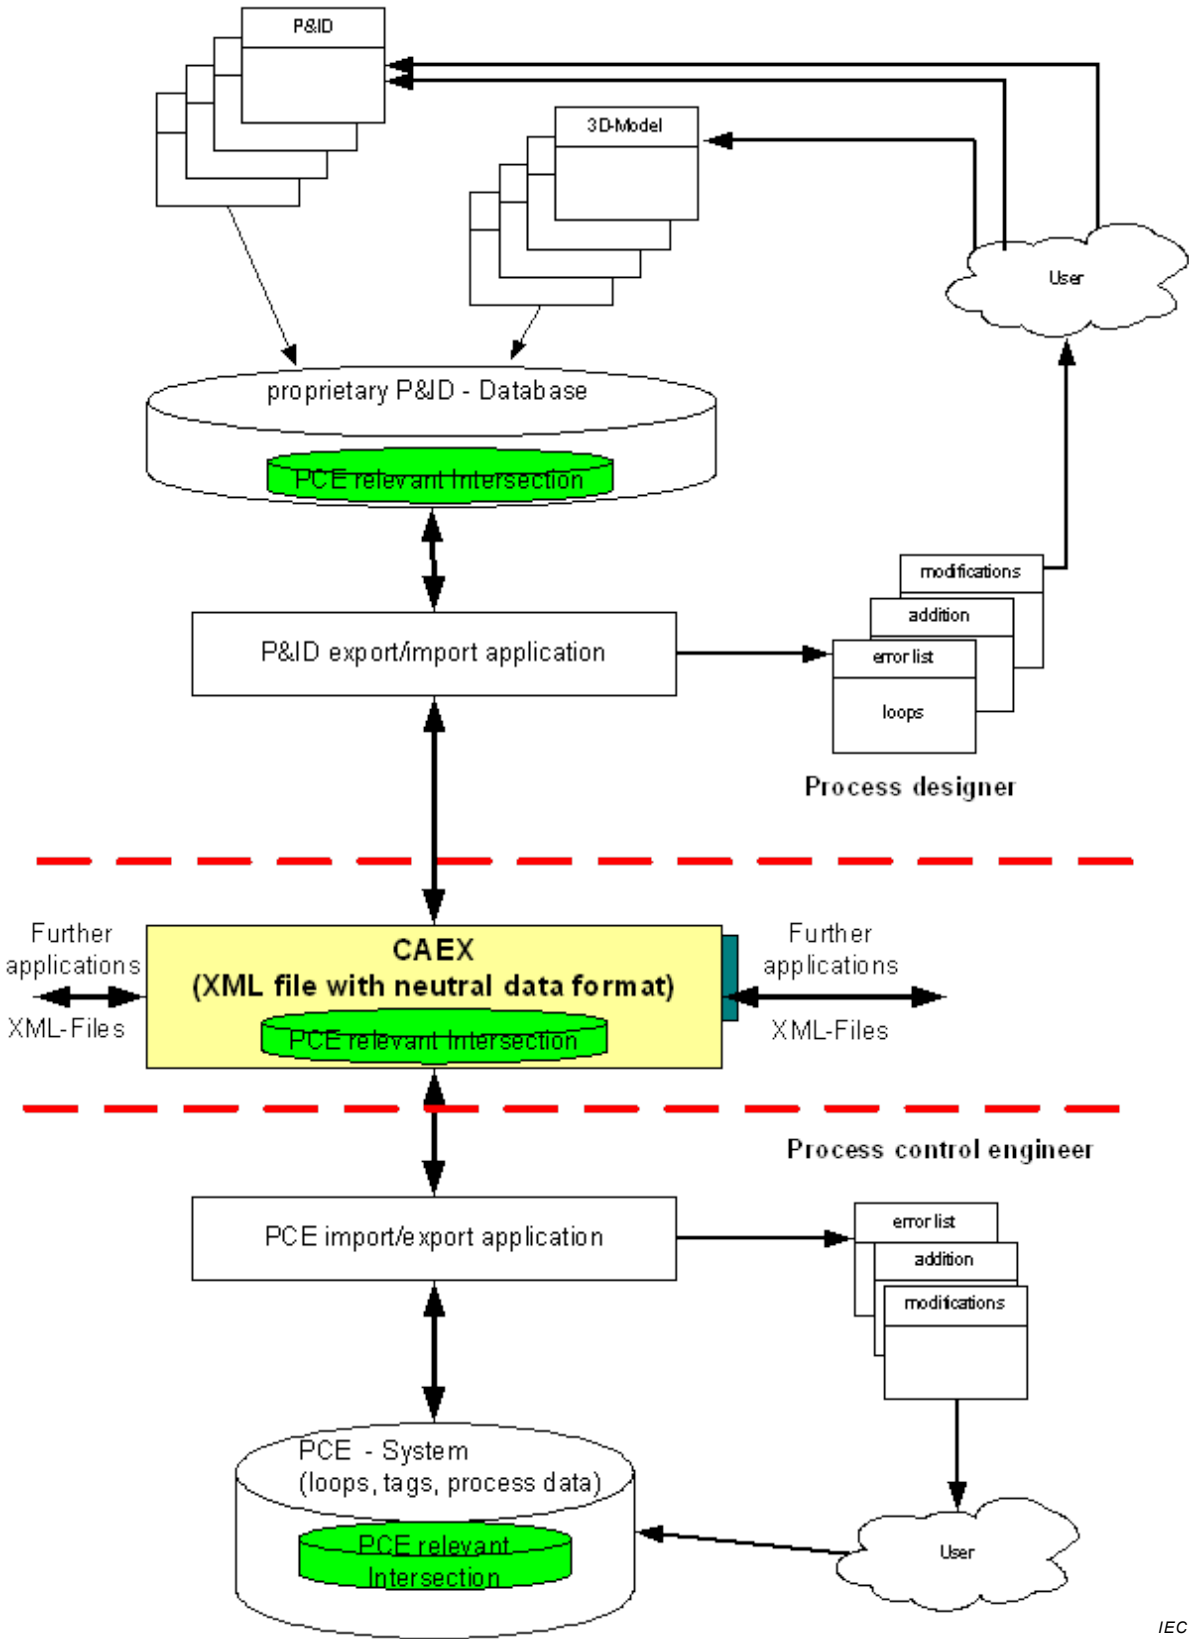 P&ID
3D-Model
User
proprietary P&ID - Database
PCE relevant Intersection
modifications
addition
error list
loops
P&ID export/import application
Process designer
Further
applications
XML-Files
CAEX
(XML file with neutral data format)
PCE relevant Intersection
Further
applications
XML-Files
Process control engineer
PCE import/export application
error list
addition
modifications
PCE - System
(loops, tags, process data)
PCE relevant
Intersection
User
IEC